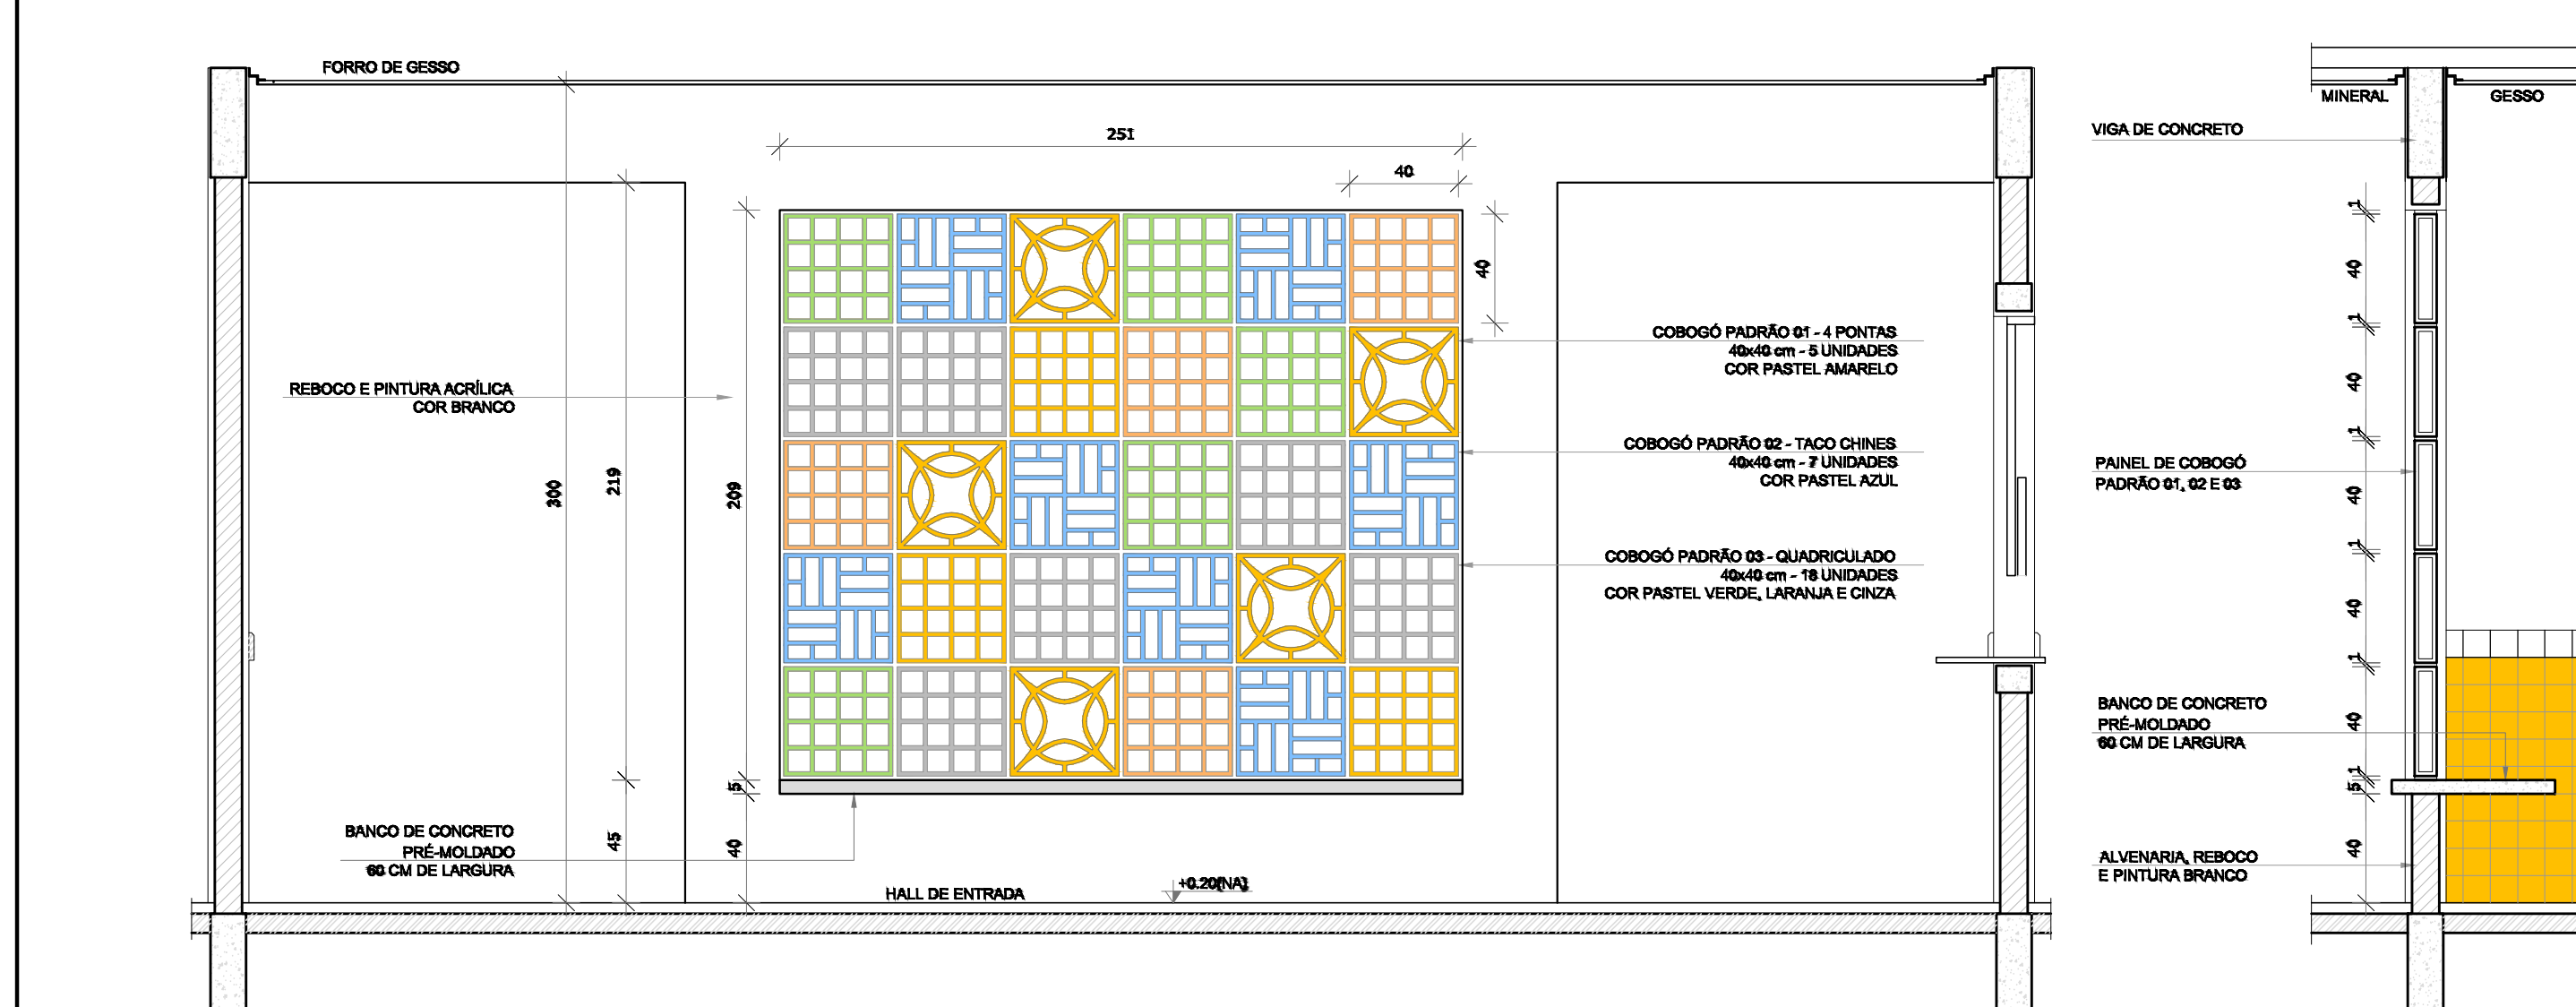 FORRO DE GESSO
MINERAL
GESSO
251
VIGA DE CONCRETO
40
40
COBOGÓ PADRÃO 01 - 4 PONTAS
40x40 cm - 5 UNIDADES
COR PASTEL AMARELO
REBOCO E PINTURA ACRÍLICA
COR BRANCO
COBOGÓ PADRÃO 02 - TACO CHINES
40x40 cm - 7 UNIDADES
COR PASTEL AZUL
PAINEL DE COBOGÓ
PADRÃO 01, 02 E 03
300
219
209
COBOGÓ PADRÃO 03 - QUADRICULADO
40x40 cm - 18 UNIDADES
COR PASTEL VERDE, LARANJA E CINZA
1
40
1
40
1
40
1
40
1
40
1
5
40
BANCO DE CONCRETO
PRÉ-MOLDADO
60 CM DE LARGURA
5
45
40
BANCO DE CONCRETO
PRÉ-MOLDADO
60 CM DE LARGURA
HALL DE ENTRADA
+0.20(NA)
ALVENARIA, REBOCO
E PINTURA BRANCO